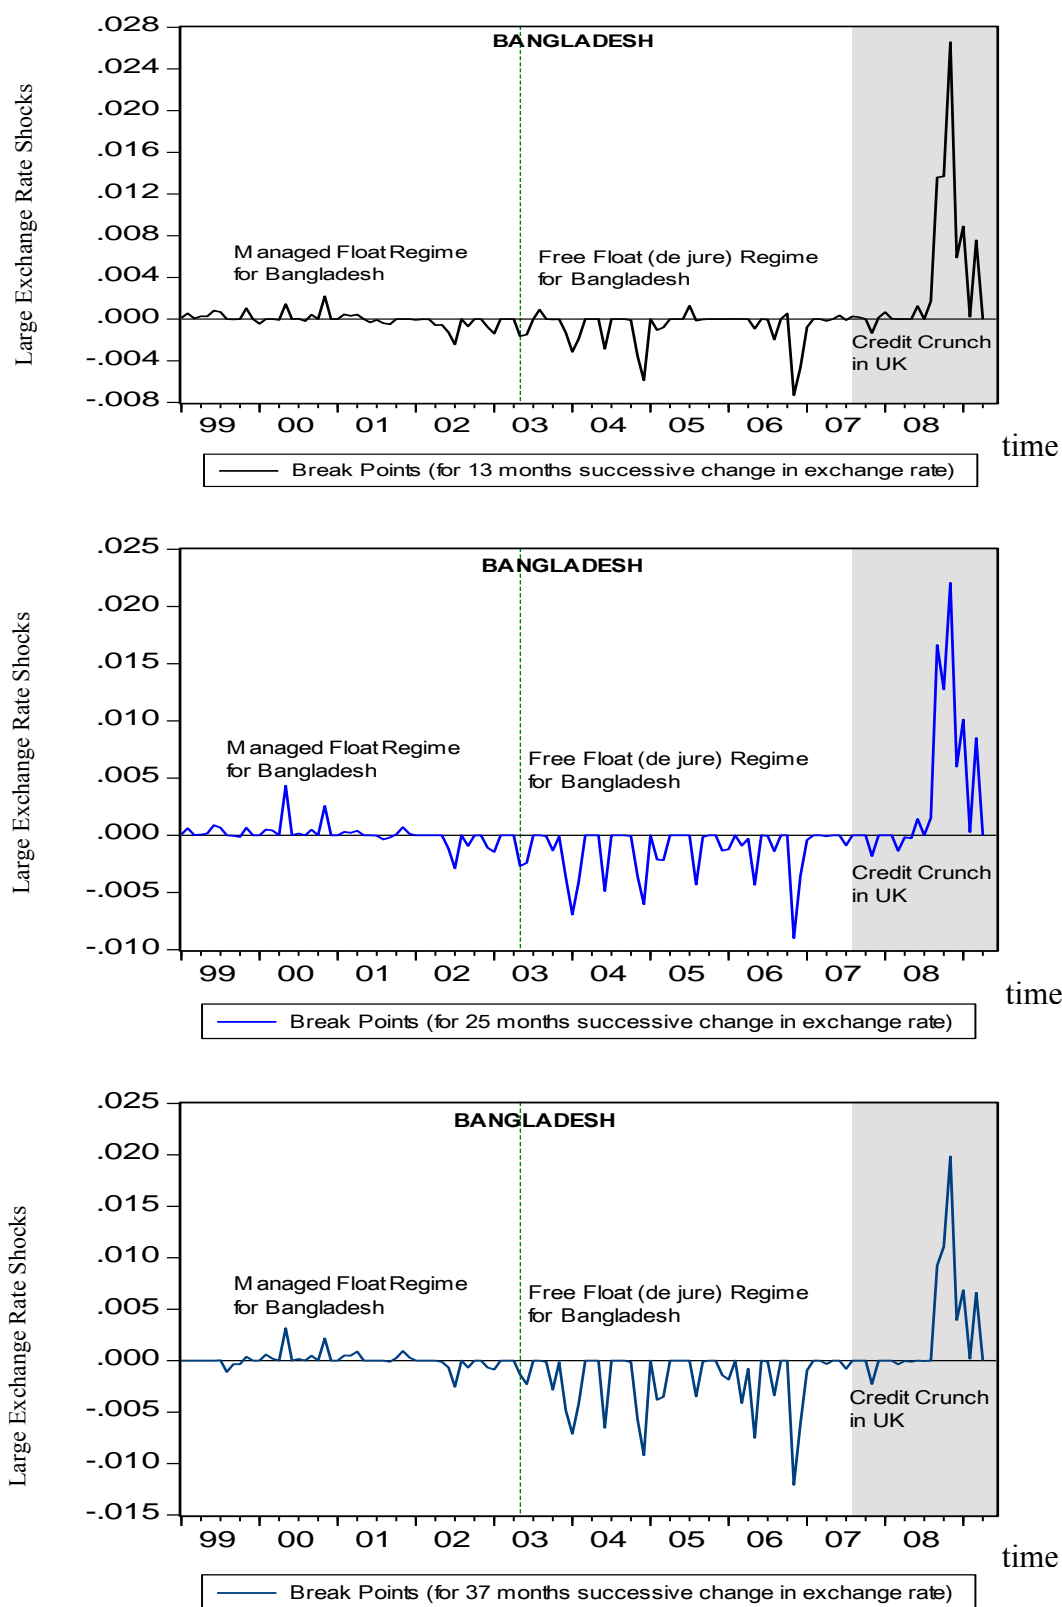 Large Exchange Rate Shocks
BANGLADESH
.028
.024
.020
.016
.012
.008
.004
.000
-.004
-.008
Managed Float Regime
for Bangladesh
Free Float (de jure) Regime
for Bangladesh
Credit Crunch
in UK
99 00 01 02 03 04 05 06 07 08
time
Break Points (for 13 months successive change in exchange rate)
Large Exchange Rate Shocks
BANGLADESH
.025
.020
.015
.010
.005
.000
-.005
-.010
Managed Float Regime
for Bangladesh
Free Float (de jure) Regime
for Bangladesh
Credit Crunch
in UK
99 00 01 02 03 04 05 06 07 08
time
Break Points (for 25 months successive change in exchange rate)
Large Exchange Rate Shocks
BANGLADESH
.025
.020
.015
.010
.005
.000
-.005
-.010
-.015
Managed Float Regime
for Bangladesh
Free Float (de jure) Regime
for Bangladesh
Credit Crunch
in UK
99 00 01 02 03 04 05 06 07 08
time
Break Points (for 37 months successive change in exchange rate)